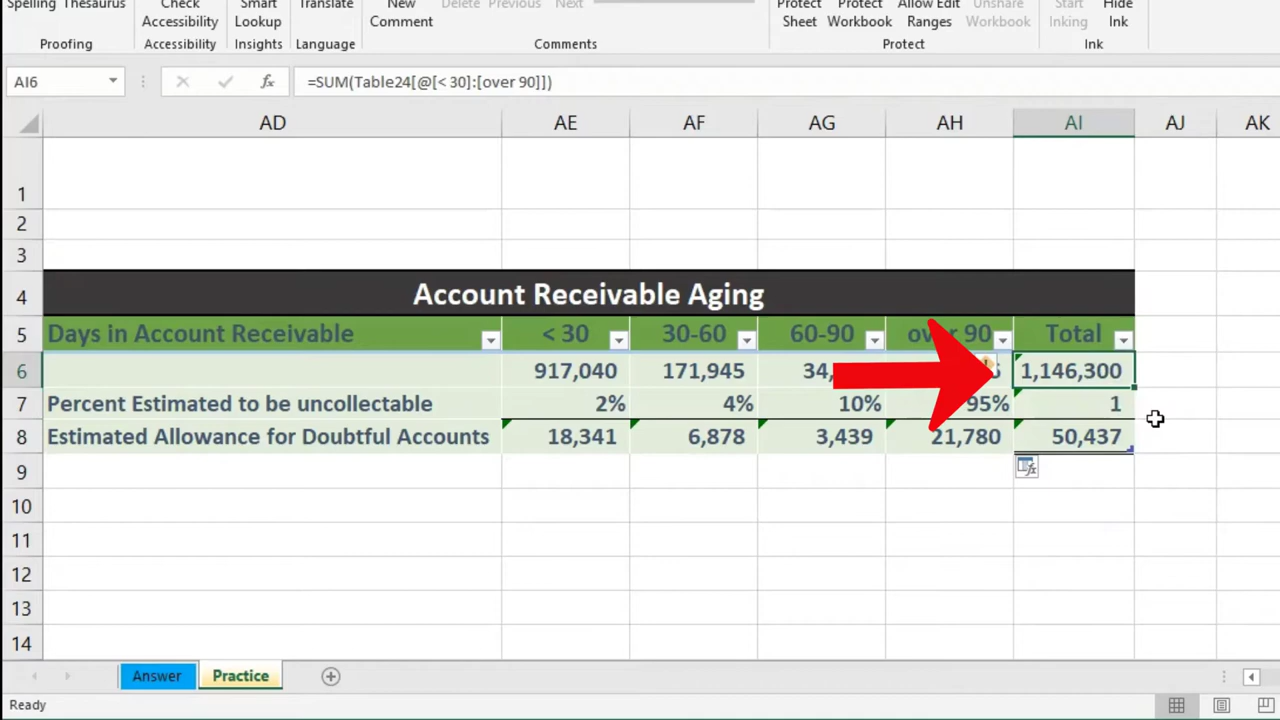 Spelling Thesaurus Check Accessibility Smart Lookup Translate New Comment Delete Previous Next Protect Sheet Protect Workbook Allow Edit Ranges Unshare Workbook Start Inking Hide Ink
Proofing Accessibility Insights Language Comments Protect Ink
AI6 fx =SUM(Table24[@[< 30]:[over 90]])
AD AE AF AG AH AI AJ AK
1
2
3
4 Account Receivable Aging
5 Days in Account Receivable < 30 30-60 60-90 over 90 Total
6 917,040 171,945 1,146,300
7 Percent Estimated to be uncollectable 2% 4% 10% 95% 1
8 Estimated Allowance for Doubtful Accounts 18,341 6,878 3,439 21,780 50,437
9
10
11
12
13
14
Answer Practice
Ready